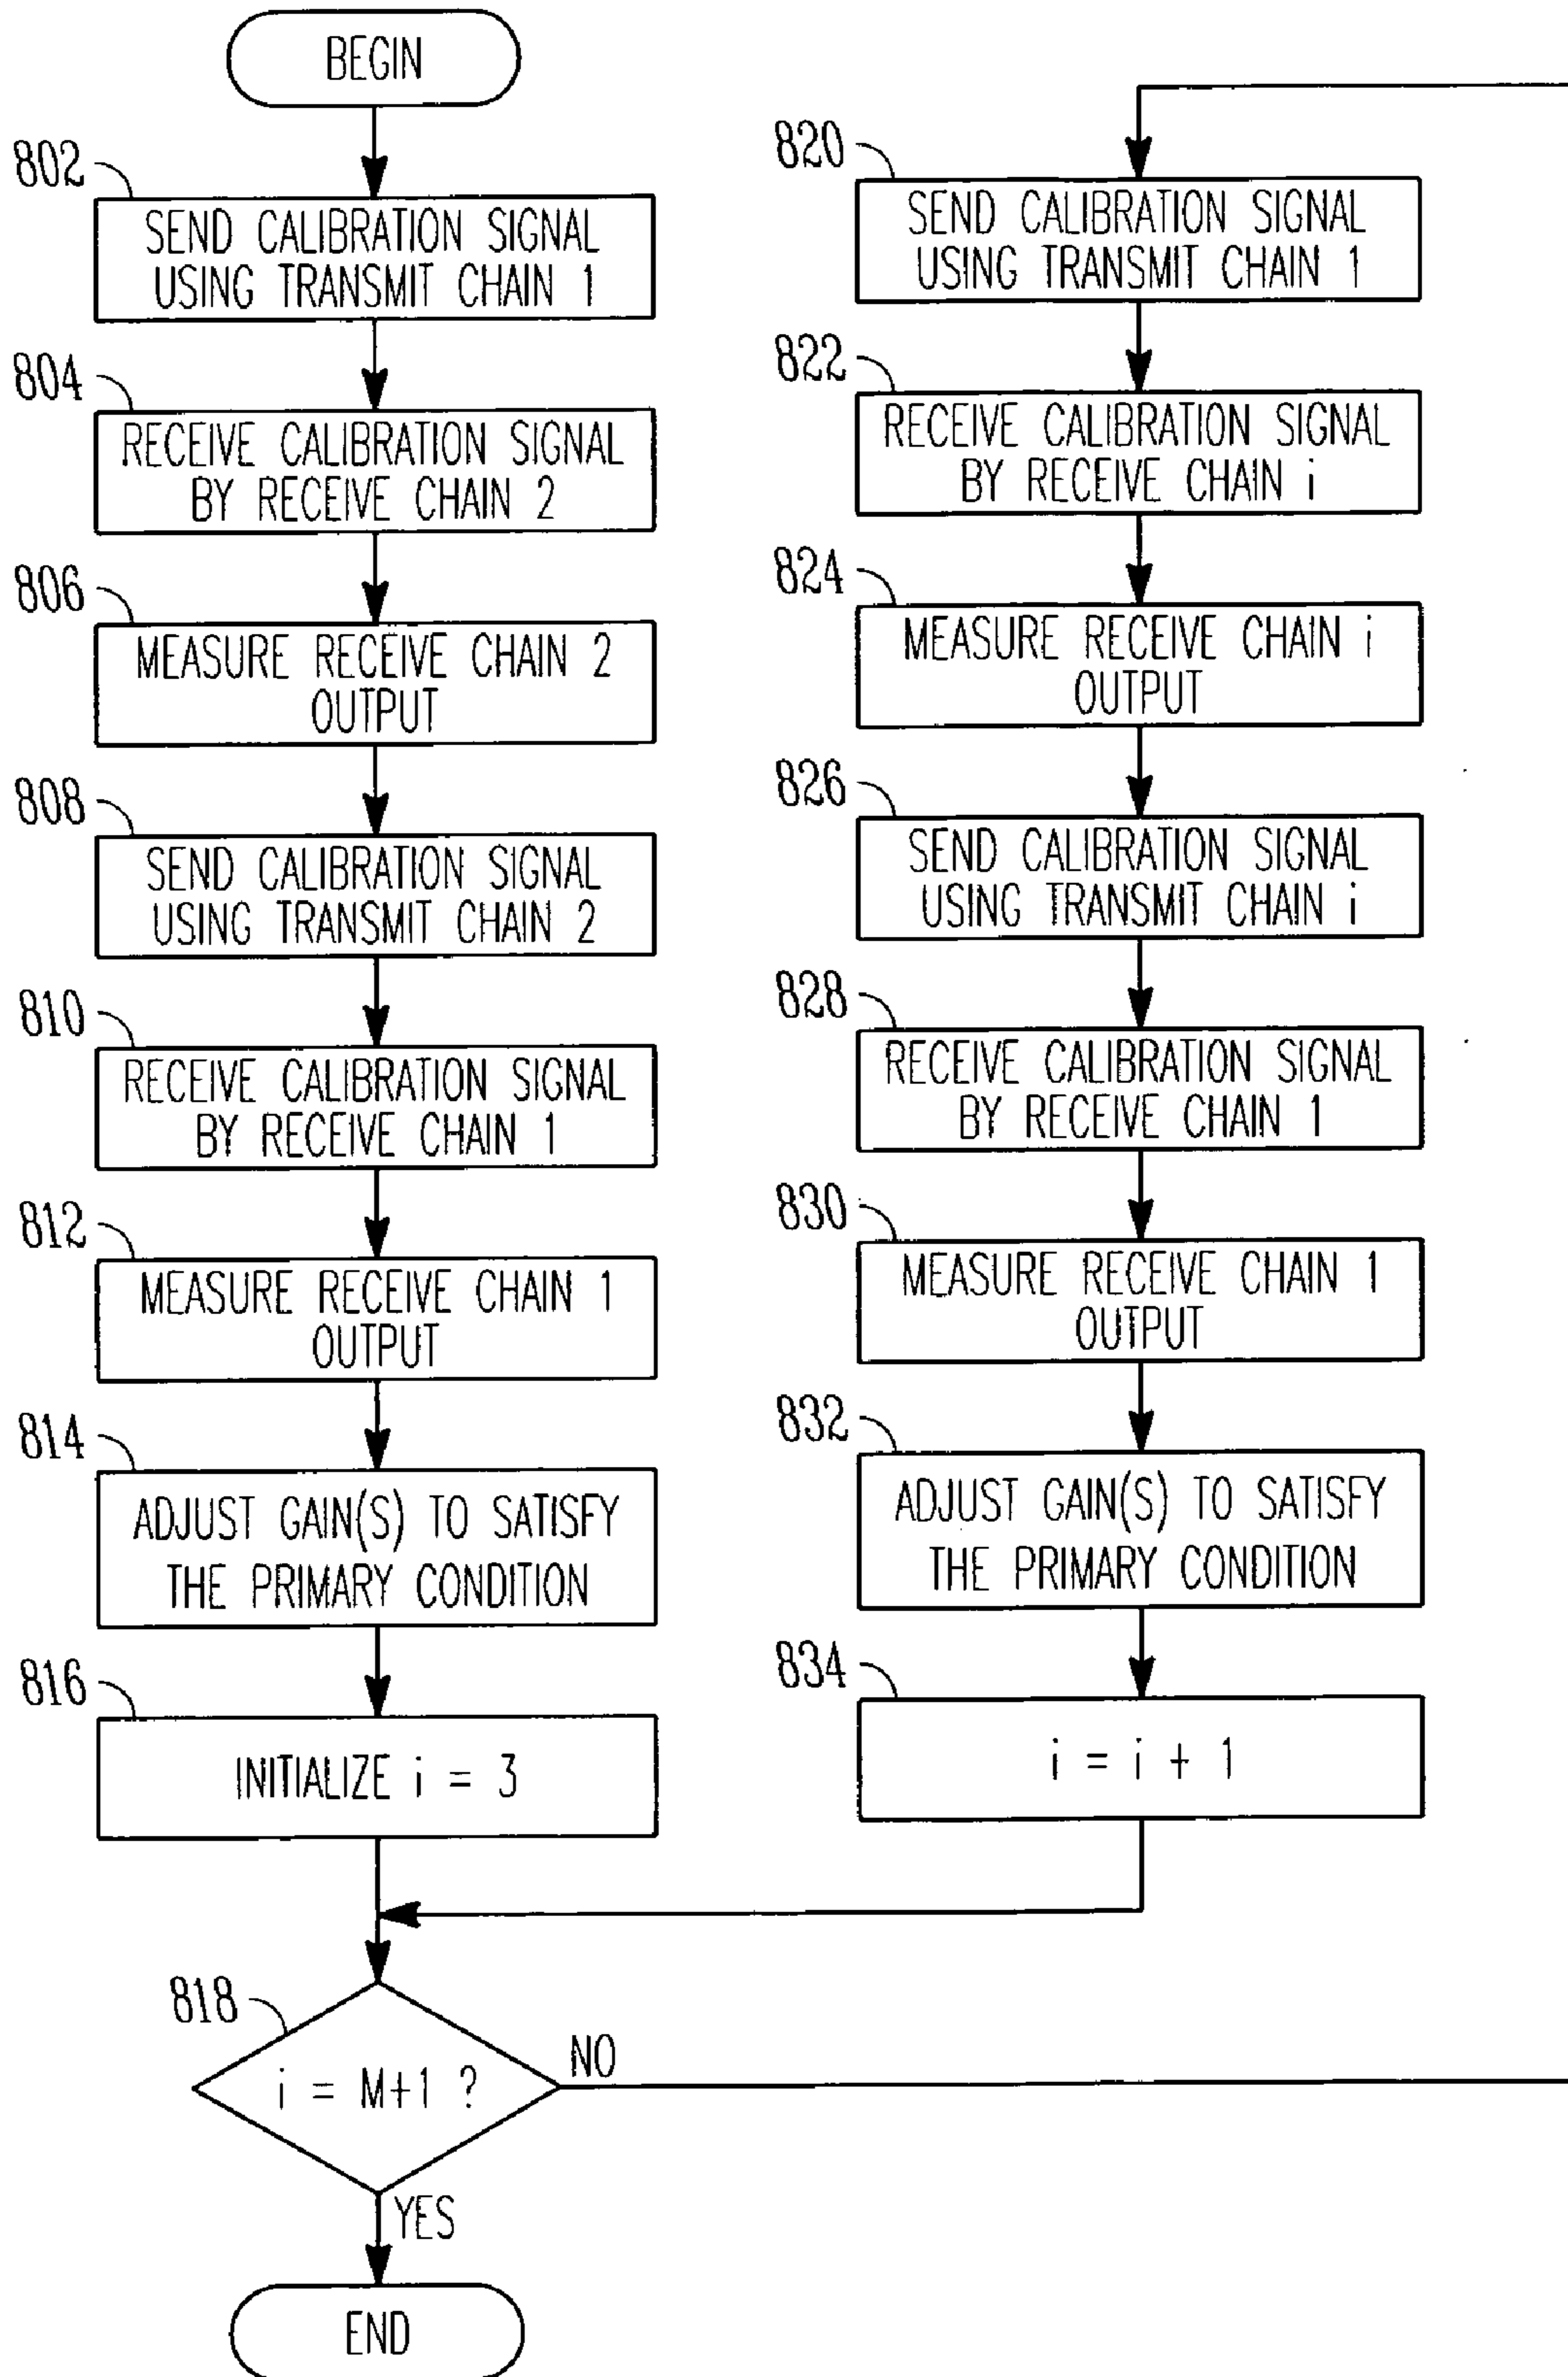 BEGIN
802
SEND CALIBRATION SIGNAL
USING TRANSMIT CHAIN 1
804
RECEIVE CALIBRATION SIGNAL
BY RECEIVE CHAIN 2
806
MEASURE RECEIVE CHAIN 2
OUTPUT
808
SEND CALIBRATION SIGNAL
USING TRANSMIT CHAIN 2
810
RECEIVE CALIBRATION SIGNAL
BY RECEIVE CHAIN 1
812
MEASURE RECEIVE CHAIN 1
OUTPUT
814
ADJUST GAIN(S) TO SATISFY
THE PRIMARY CONDITION
816
INITIALIZE i = 3
818
i = M+1 ?
NO
YES
END
820
SEND CALIBRATION SIGNAL
USING TRANSMIT CHAIN 1
822
RECEIVE CALIBRATION SIGNAL
BY RECEIVE CHAIN i
824
MEASURE RECEIVE CHAIN i
OUTPUT
826
SEND CALIBRATION SIGNAL
USING TRANSMIT CHAIN i
828
RECEIVE CALIBRATION SIGNAL
BY RECEIVE CHAIN 1
830
MEASURE RECEIVE CHAIN 1
OUTPUT
832
ADJUST GAIN(S) TO SATISFY
THE PRIMARY CONDITION
834
i = i + 1